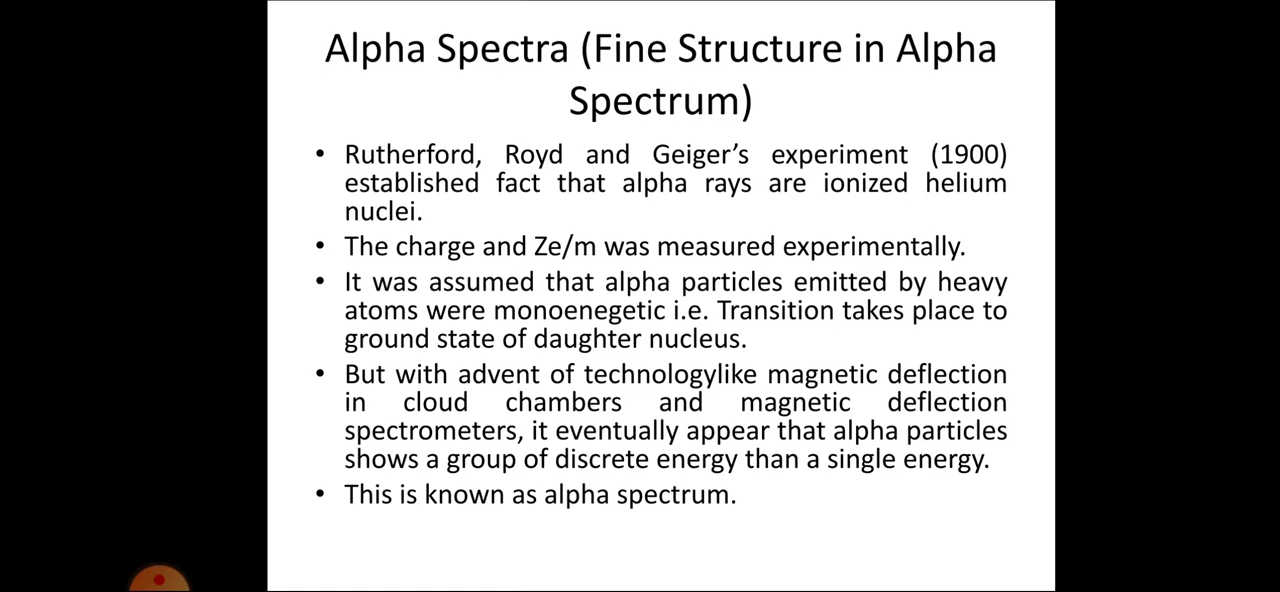 Alpha Spectra (Fine Structure in Alpha
Spectrum)
• Rutherford, Royd and Geiger’s experiment (1900)
established fact that alpha rays are ionized helium
nuclei.
• The charge and Ze/m was measured experimentally.
• It was assumed that alpha particles emitted by heavy
atoms were monoenegetic i.e. Transition takes place to
ground state of daughter nucleus.
• But with advent of technologylike magnetic deflection
in cloud chambers and magnetic deflection
spectrometers, it eventually appear that alpha particles
shows a group of discrete energy than a single energy.
• This is known as alpha spectrum.